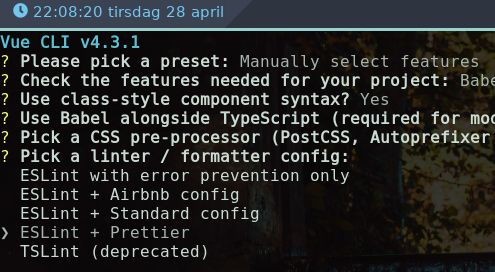 22:08:20 tirsdag 28 april
Vue CLI v4.3.1
? Please pick a preset: Manually select features
? Check the features needed for your project: Babe
? Use class-style component syntax? Yes
? Use Babel alongside TypeScript (required for mod
? Pick a CSS pre-processor (PostCSS, Autoprefixer
? Pick a linter / formatter config:
ESLint with error prevention only
ESLint + Airbnb config
ESLint + Standard config
❯ ESLint + Prettier
TSLint (deprecated)